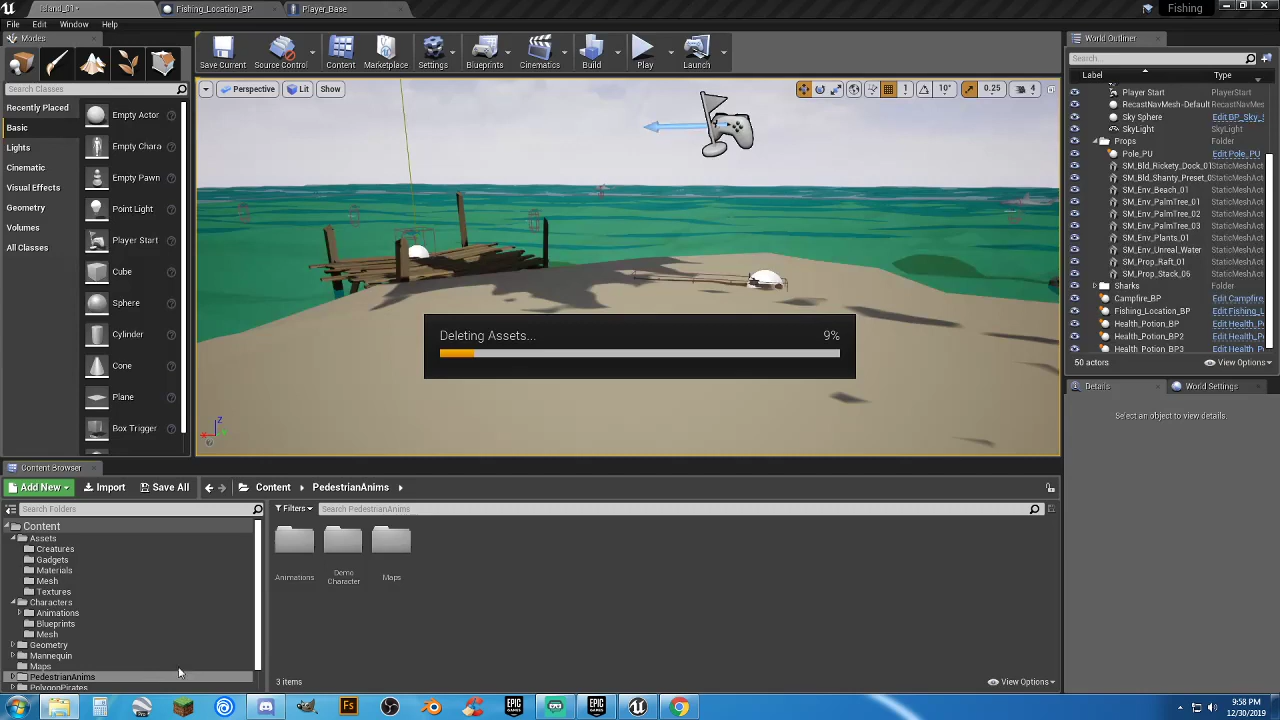 Island_01•
Fishing_Location_BP
Player_Base
Fishing
File Edit Window Help
Modes
Search Classes
Recently Placed
Basic
Lights
Cinematic
Visual Effects
Geometry
Volumes
All Classes
Empty Actor
Empty Chara
Empty Pawn
Point Light
Player Start
Cube
Sphere
Cylinder
Cone
Plane
Box Trigger
Save Current
Source Control
Content
Marketplace
Settings
Blueprints
Cinematics
Build
Play
Launch
Perspective Lit Show
1 10° 0.25 4
Deleting Assets... 9%
World Outliner
Search...
Label Type
Player Start PlayerStart
RecastNavMesh-Default RecastNavMes
Sky Sphere Edit BP_Sky_S
SkyLight SkyLight
Props Folder
Pole_PU Edit Pole_PU
SM_Bld_Rickety_Dock_01 StaticMeshAct
SM_Bld_Shanty_Preset_0 StaticMeshAct
SM_Env_Beach_01 StaticMeshAct
SM_Env_PalmTree_01 StaticMeshAct
SM_Env_PalmTree_02 StaticMeshAct
SM_Env_PalmTree_03 StaticMeshAct
SM_Env_Plants_01 StaticMeshAct
SM_Env_Unreal_Water StaticMeshAct
SM_Prop_Raft_01 StaticMeshAct
SM_Prop_Stack_06 StaticMeshAct
Sharks Folder
Campfire_BP Edit Campfire_
Fishing_Location_BP Edit Fishing_L
Health_Potion_BP Edit Health_P
Health_Potion_BP2 Edit Health_P
Health_Potion_BP3 Edit Health_P
50 actors View Options
Details World Settings
Select an object to view details.
Content Browser
Add New Import Save All Content PedestrianAnims
Search Folders
Filters Search PedestrianAnims
Content
Assets
Creatures
Gadgets
Materials
Mesh
Textures
Characters
Animations
Blueprints
Mesh
Geometry
Mannequin
Maps
PedestrianAnims
PolygonPirates
Animations
Demo
Character
Maps
3 items View Options
9:58 PM
12/30/2019